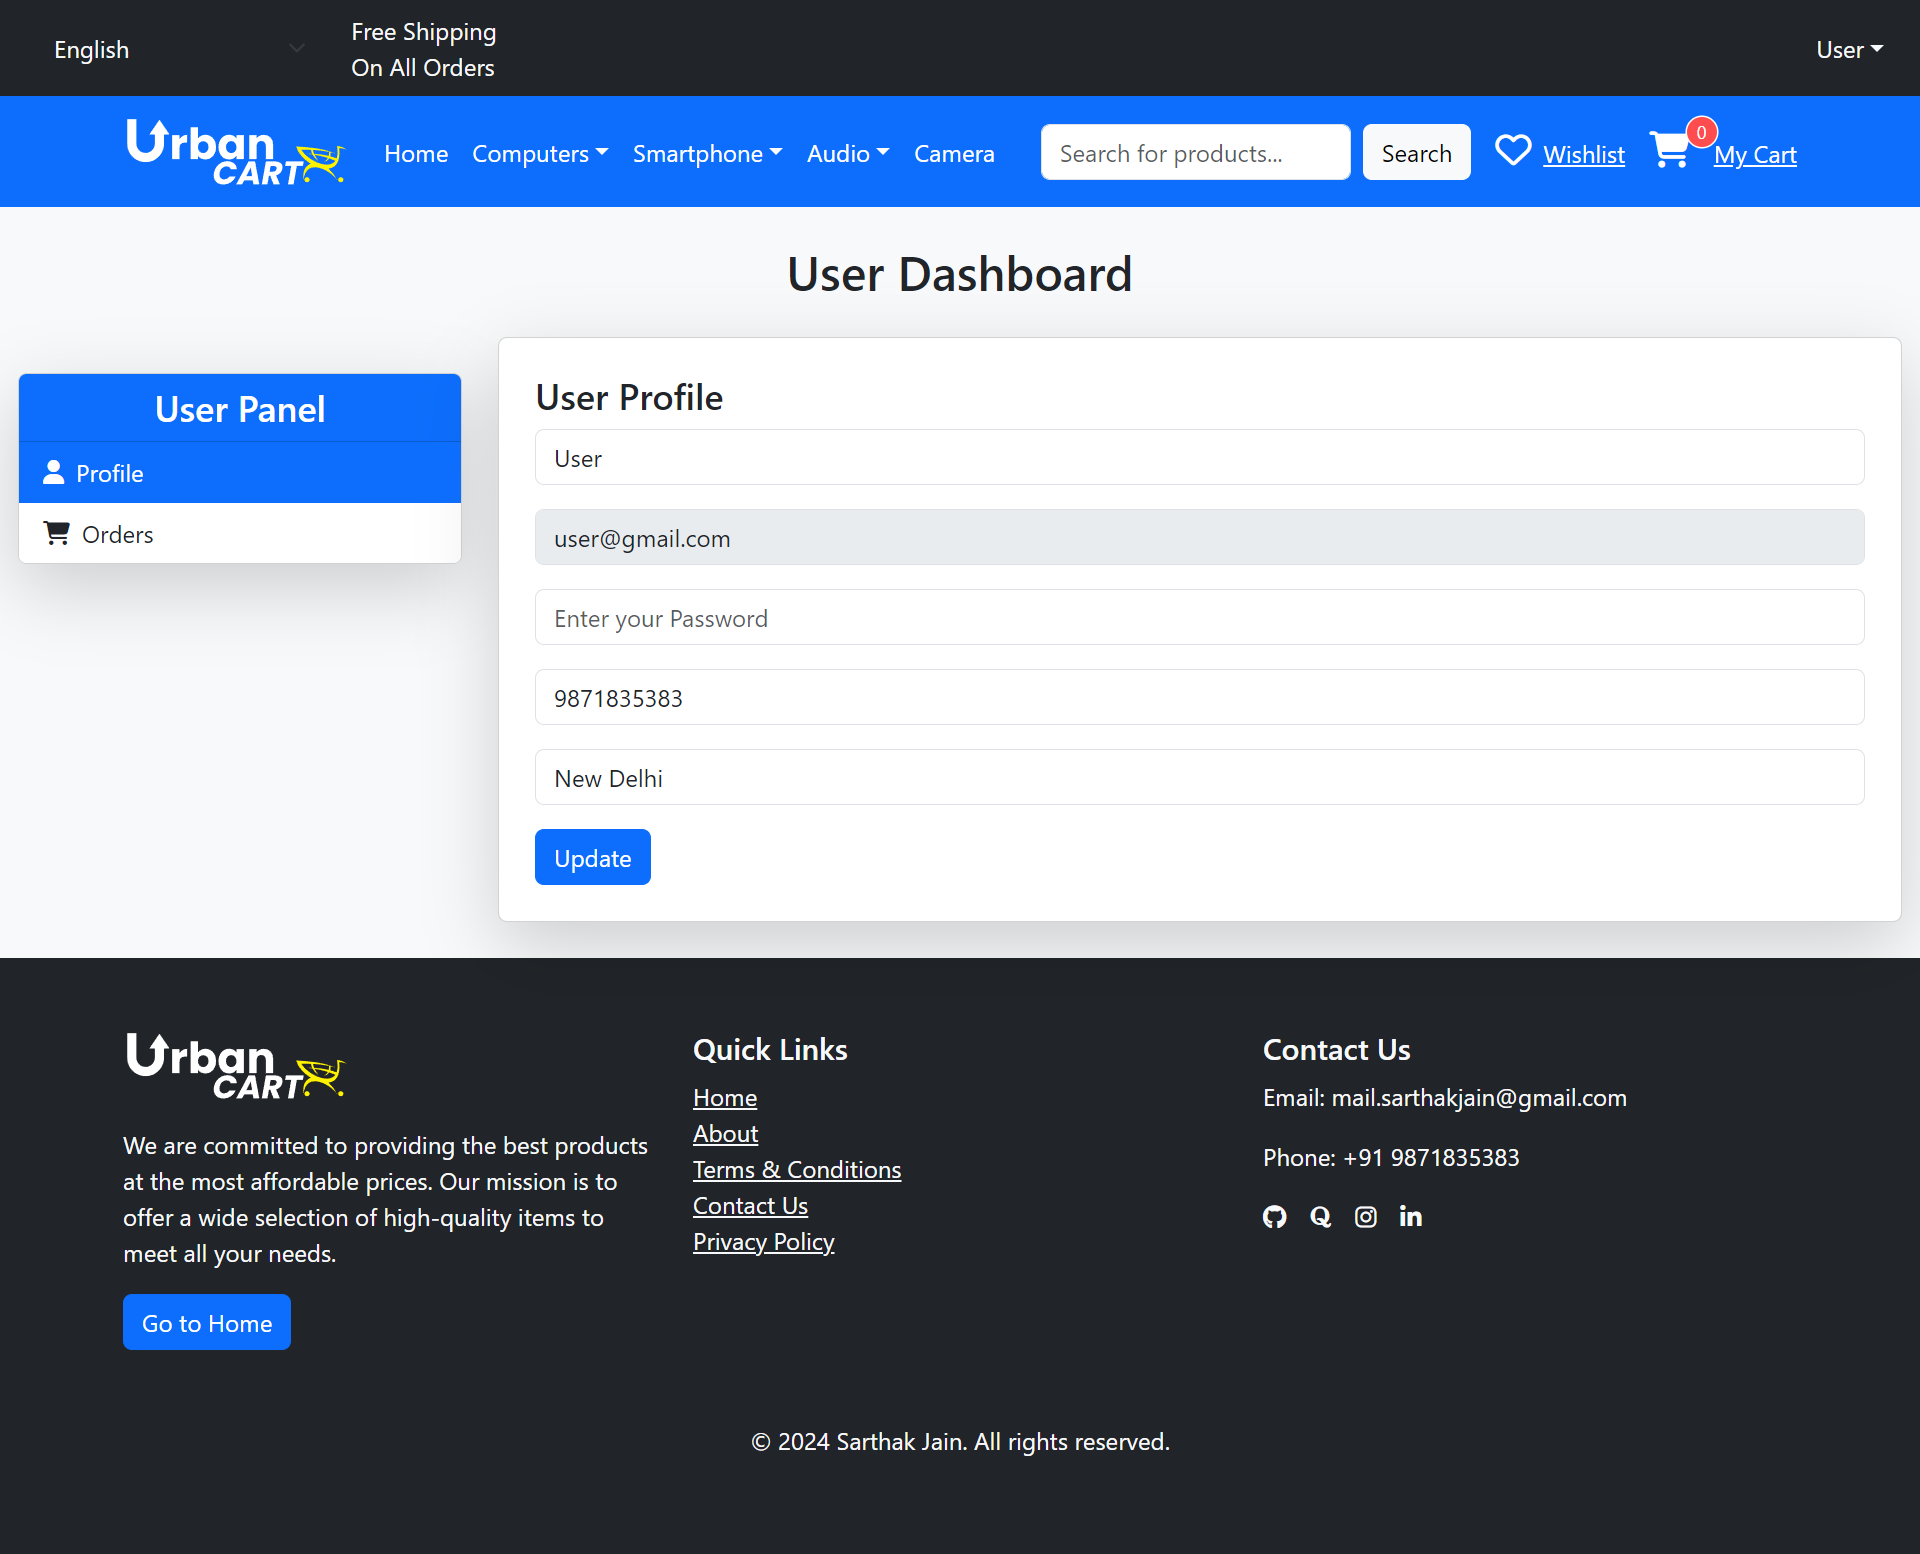 English
Free Shipping
On All Orders
User
Urban
CART
Home
Computers
Smartphone
Audio
Camera
Search for products...
Search
Wishlist
0
My Cart
User Dashboard
User Panel
Profile
Orders
User Profile
User
user@gmail.com
Enter your Password
9871835383
New Delhi
Update
Urban
CART
We are committed to providing the best products
at the most affordable prices. Our mission is to
offer a wide selection of high-quality items to
meet all your needs.
Go to Home
Quick Links
Home
About
Terms & Conditions
Contact Us
Privacy Policy
Contact Us
Email: mail.sarthakjain@gmail.com
Phone: +91 9871835383
© 2024 Sarthak Jain. All rights reserved.